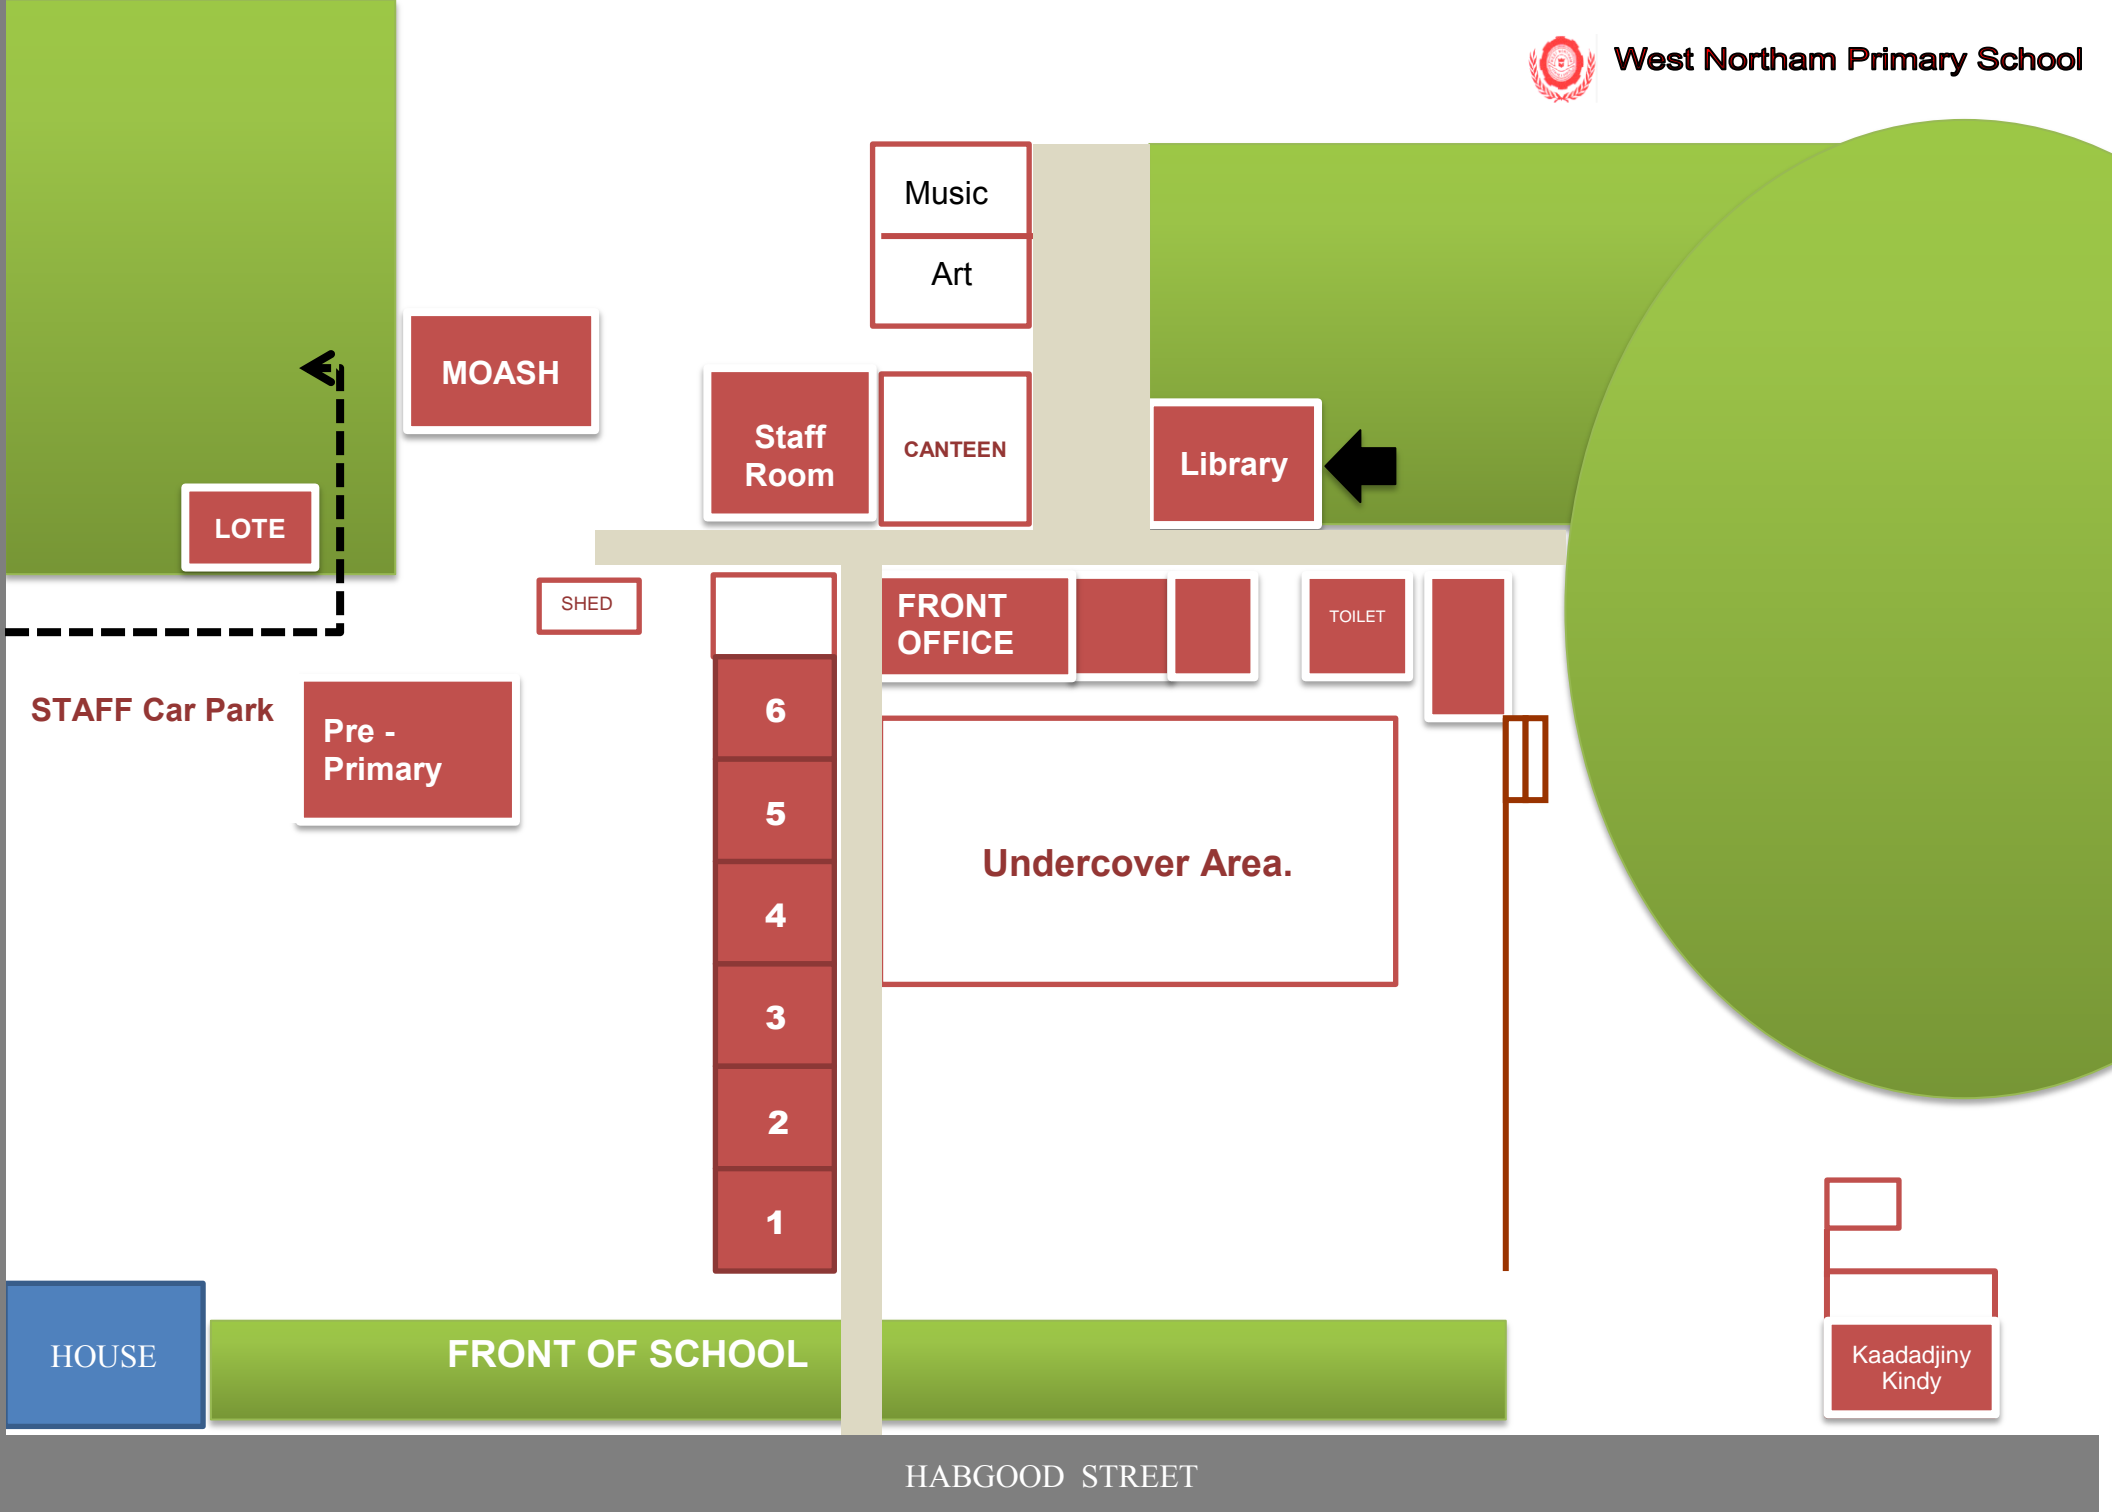 West Northam Primary School
Music
Art
MOASH
Staff
Room
CANTEEN
Library
LOTE
SHED
FRONT
OFFICE
TOILET
STAFF Car Park
Pre -
Primary
6
5
4
3
2
1
Undercover Area.
HOUSE
FRONT OF SCHOOL
Kaadadjiny
Kindy
HABGOOD STREET